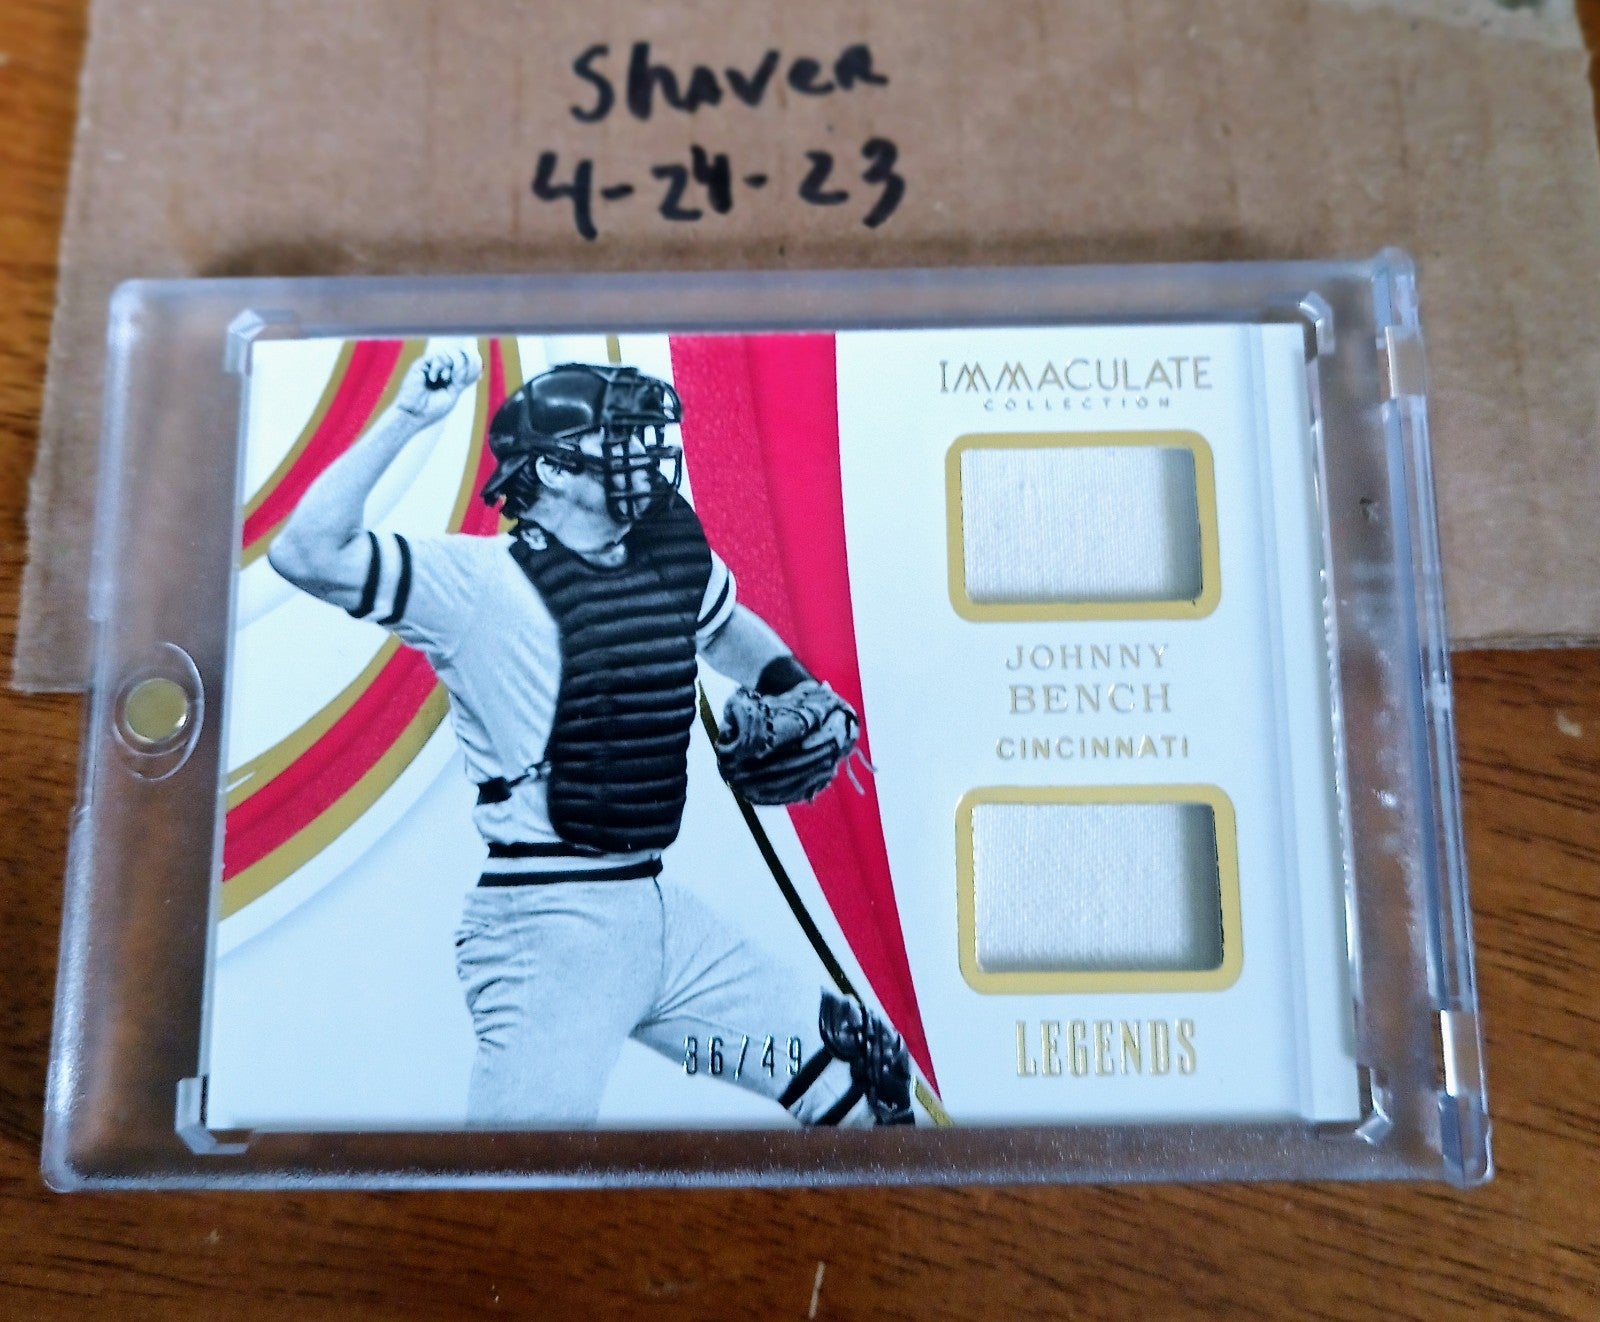 Shaver
4-24-23
IMMACULATE
COLLECTION
JOHNNY
BENCH
CINCINNATI
LEGENDS
36/49